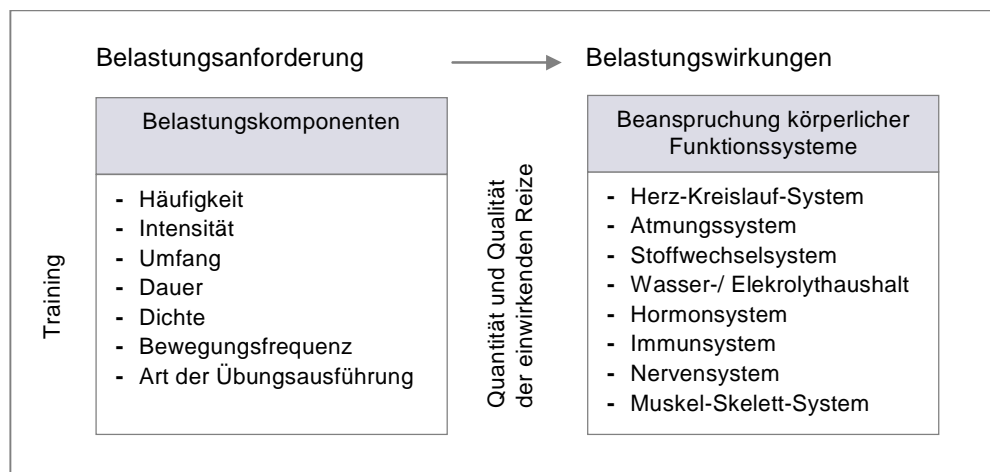 Belastungsanforderung
Belastungswirkungen
Training
Belastungskomponenten
- Häufigkeit
- Intensität
- Umfang
- Dauer
- Dichte
- Bewegungsfrequenz
- Art der Übungsausführung
Quantität und Qualität
der einwirkenden Reize
Beanspruchung körperlicher
Funktionssysteme
- Herz-Kreislauf-System
- Atmungssystem
- Stoffwechselsystem
- Wasser-/ Elekrolythaushalt
- Hormonsystem
- Immunsystem
- Nervensystem
- Muskel-Skelett-System